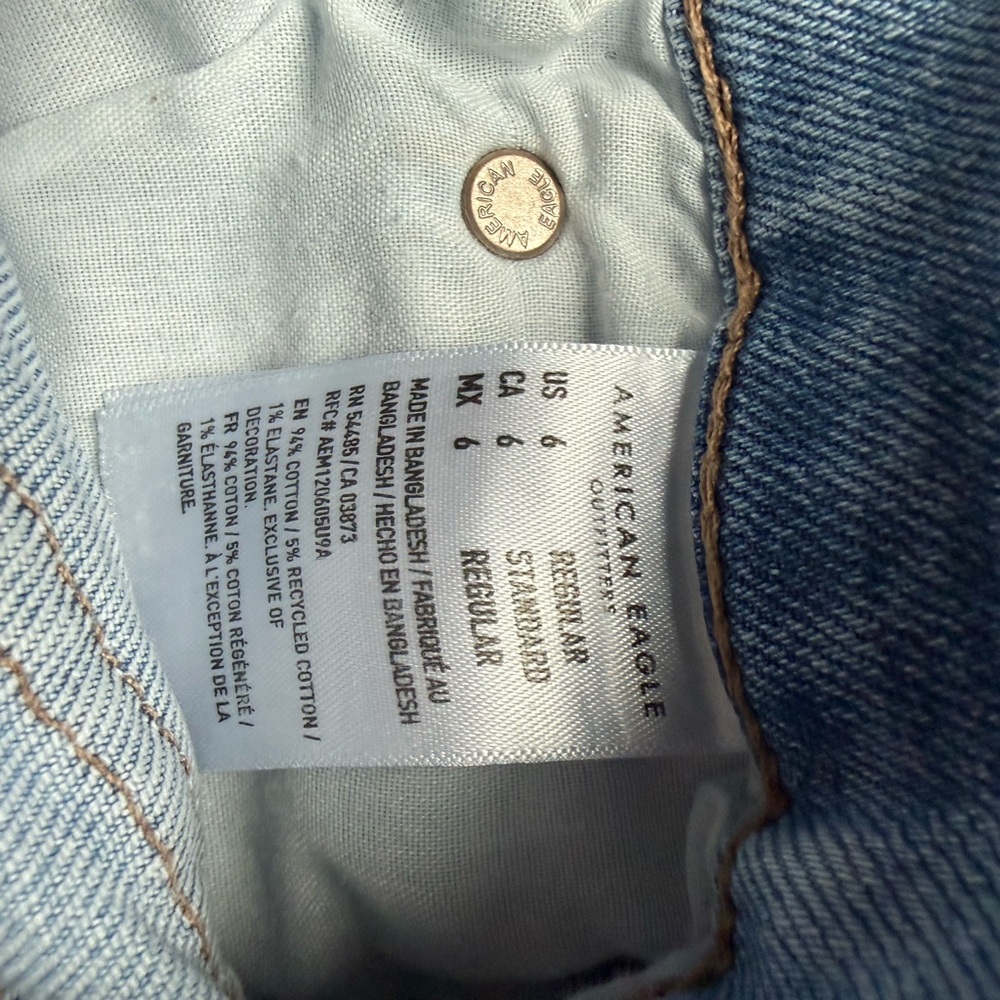 AMERICAN EAGLE
OUTFITTERS
US 6 REGULAR
CA 6 STANDARD
MX 6 REGULAR
MADE IN BANGLADESH / FABRIQUÉ AU
BANGLADESH / HECHO EN BANGLADESH
RN 54485 / CA 03873
RFC# AEM120605U9A
EN 94% COTTON / 5% RECYCLED COTTON /
1% ELASTANE. EXCLUSIVE OF
DECORATION.
FR 94% COTON / 5% COTON RÉGÉNÉRÉ /
1% ÉLASTHANNE. À L'EXCEPTION DE LA
GARNITURE.
AMERICAN EAGLE